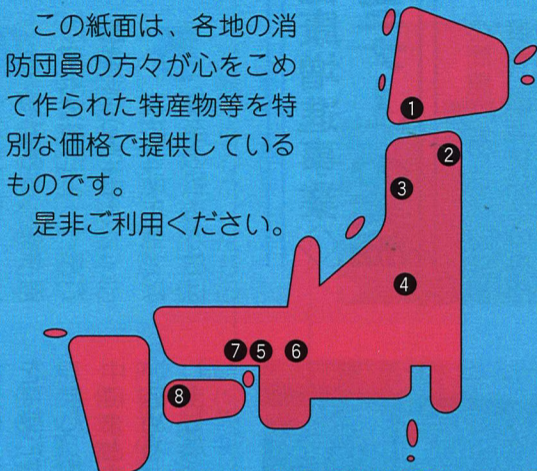 この紙面は、各地の消
防団員の方々が心をこめ
て作られた特産物等を特
別な価格で提供している
ものです。
　是非ご利用ください。
1
2
3
4
7 5 6
8